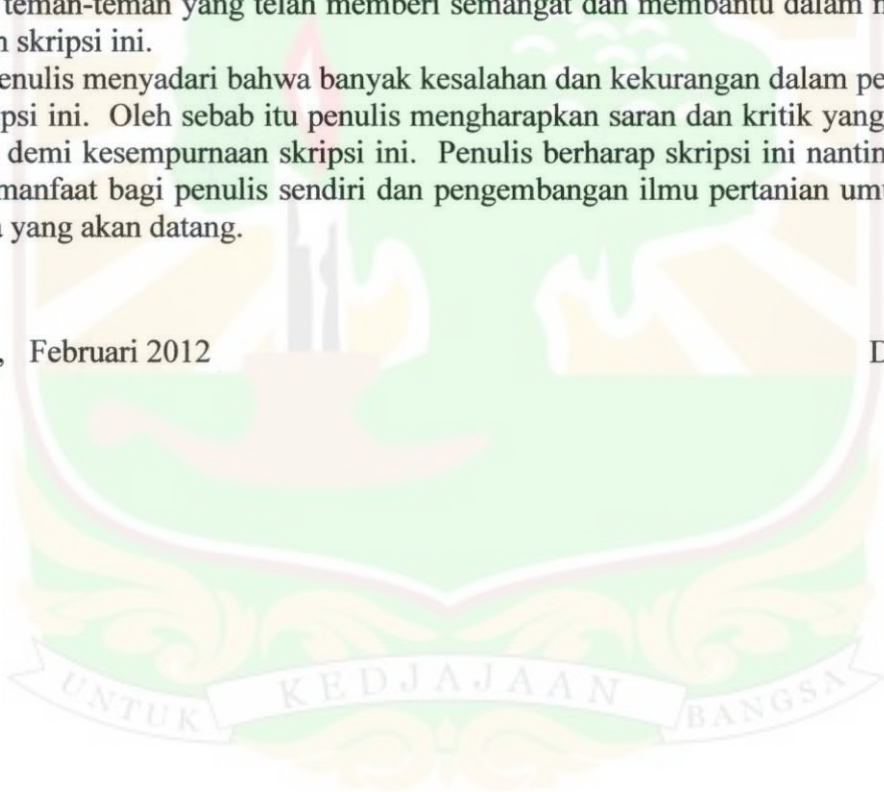 teman-teman yang telah memberi semangat dan membantu dalam
skripsi ini.
enulis menyadari bahwa banyak kesalahan dan kekurangan dalam pe
psi ini. Oleh sebab itu penulis mengharapkan saran dan kritik yang
demi kesempurnaan skripsi ini. Penulis berharap skripsi ini nantin
manfaat bagi penulis sendiri dan pengembangan ilmu pertanian um
yang akan datang.
, Februari 2012 D
UNTUK KEDJAJAAN BANGSA